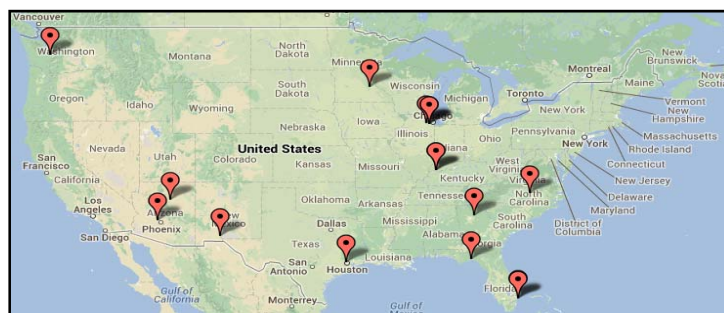 Vancouver
Washington
Montana
North
Dakota
Minnesota
Montreal
New
Brunswick
Nova
Scotia
Maine
Oregon
Idaho
Wyoming
South
Dakota
Wisconsin
Michigan
Toronto
Vermont
New
Hampshire
New York
Massachusetts
Rhode Island
Connecticut
New Jersey
Delaware
Maryland
District of
Columbia
Nebraska
Iowa
Illinois
Ohio
Pennsylvania
New York
Nevada
Utah
Colorado
United States
Kansas
Missouri
West
Virginia
Kentucky
San
Francisco
California
Los
Angeles
San Diego
Arizona
Phoenix
New
Mexico
Oklahoma
Arkansas
Tennessee
North
Carolina
South
Carolina
Mississippi
Alabama
Georgia
Dallas
Texas
Louisiana
San
Antonio
Houston
Florida
Gulf of
California
Monterrey
Gulf of